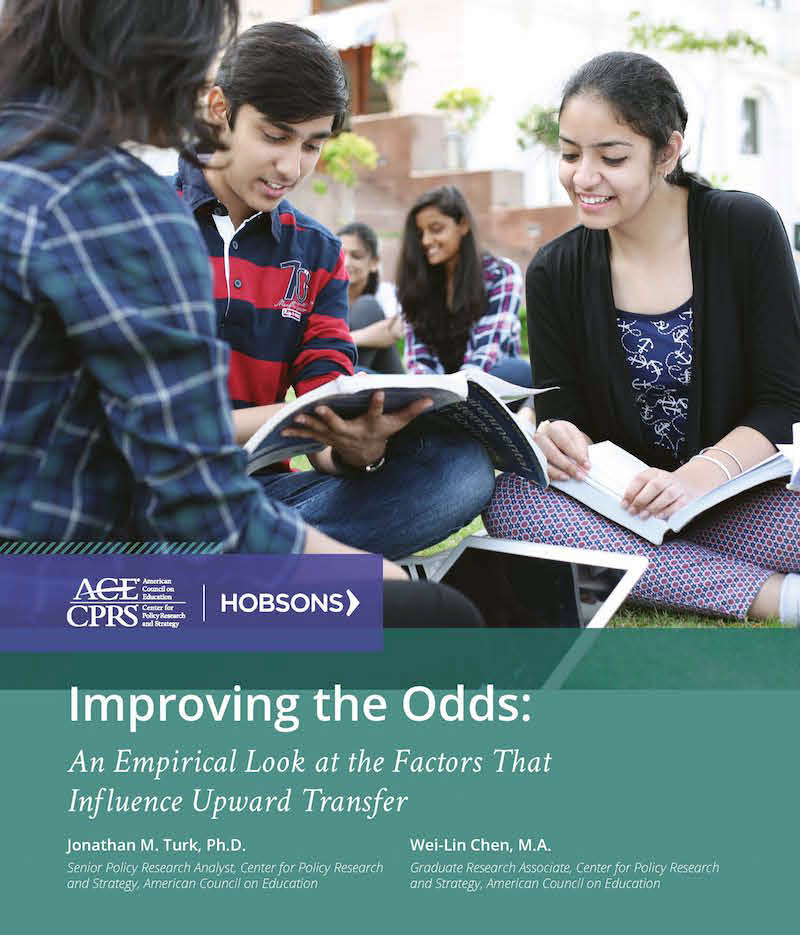 70
ACE
American
Council on
Education
CPRS
Center for
Policy Research
and Strategy
HOBSONS
Improving the Odds:
An Empirical Look at the Factors That
Influence Upward Transfer
Jonathan M. Turk, Ph.D.
Senior Policy Research Analyst, Center for Policy Research
and Strategy, American Council on Education
Wei-Lin Chen, M.A.
Graduate Research Associate, Center for Policy Research
and Strategy, American Council on Education